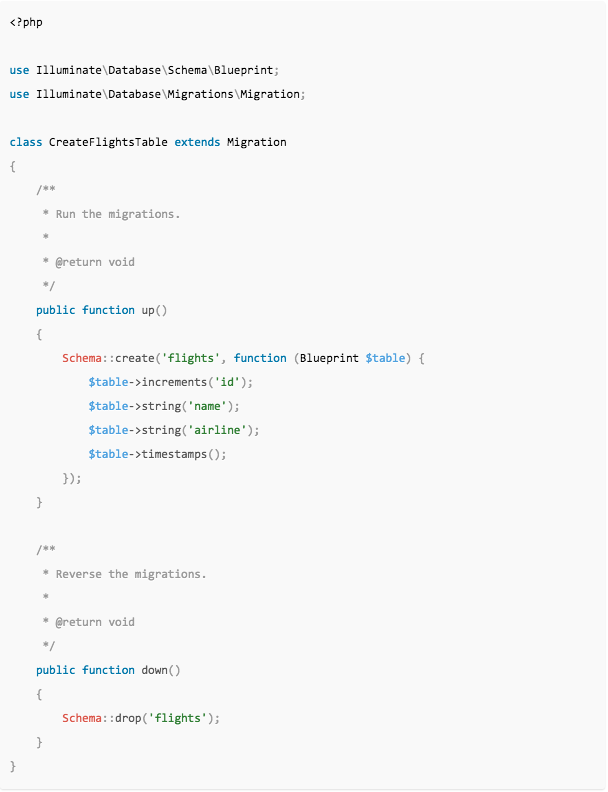 <?php
use Illuminate\Database\Schema\Blueprint;
use Illuminate\Database\Migrations\Migration;
class CreateFlightsTable extends Migration
{
    /**
     * Run the migrations.
     *
     * @return void
     */
    public function up()
    {
        Schema::create('flights', function (Blueprint $table) {
            $table->increments('id');
            $table->string('name');
            $table->string('airline');
            $table->timestamps();
        });
    }
    /**
     * Reverse the migrations.
     *
     * @return void
     */
    public function down()
    {
        Schema::drop('flights');
    }
}